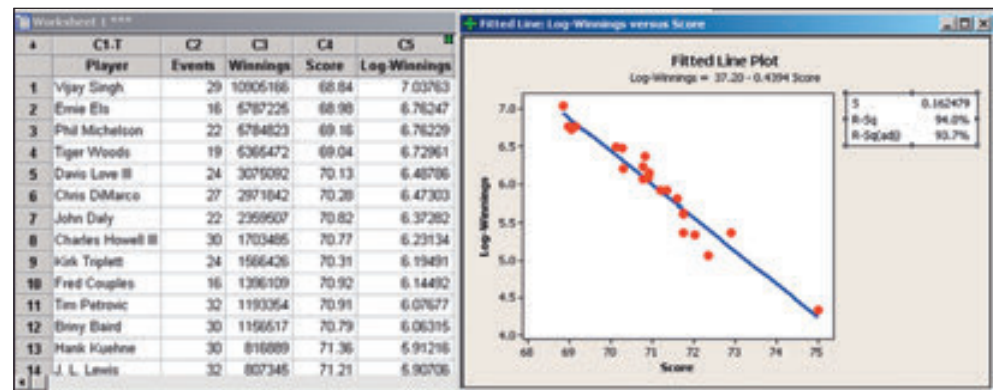 Worksheet 1 ***
C1-T C2 C3 C4 C5
Player Events Winnings Score Log-Winnings
1 Vijay Singh 29 10905166 68.84 7.03763
2 Ernie Els 16 5787225 68.98 6.76247
3 Phil Mickelson 22 5784823 69.16 6.76229
4 Tiger Woods 19 5365472 69.04 6.72961
5 Davis Love III 24 3075092 70.13 6.48786
6 Chris DiMarco 27 2971842 70.28 6.47303
7 John Daly 22 2359507 70.82 6.37282
8 Charles Howell III 30 1703485 70.77 6.23134
9 Kirk Triplett 24 1566426 70.31 6.19491
10 Fred Couples 16 1396109 70.92 6.14492
11 Tim Petrovic 32 1193354 70.91 6.07677
12 Briny Baird 30 1156517 70.79 6.06315
13 Hank Kuehne 30 816889 71.36 5.91216
14 J. L. Lewis 32 807345 71.21 5.90706
Fitted Line: Log-Winnings versus Score
Fitted Line Plot
Log-Winnings = 37.20 - 0.4394 Score
S 0.162479
R-Sq 94.0%
R-Sq(adj) 93.7%
Log-Winnings
7.0
6.5
6.0
5.5
5.0
4.5
4.0
68 69 70 71 72 73 74 75
Score